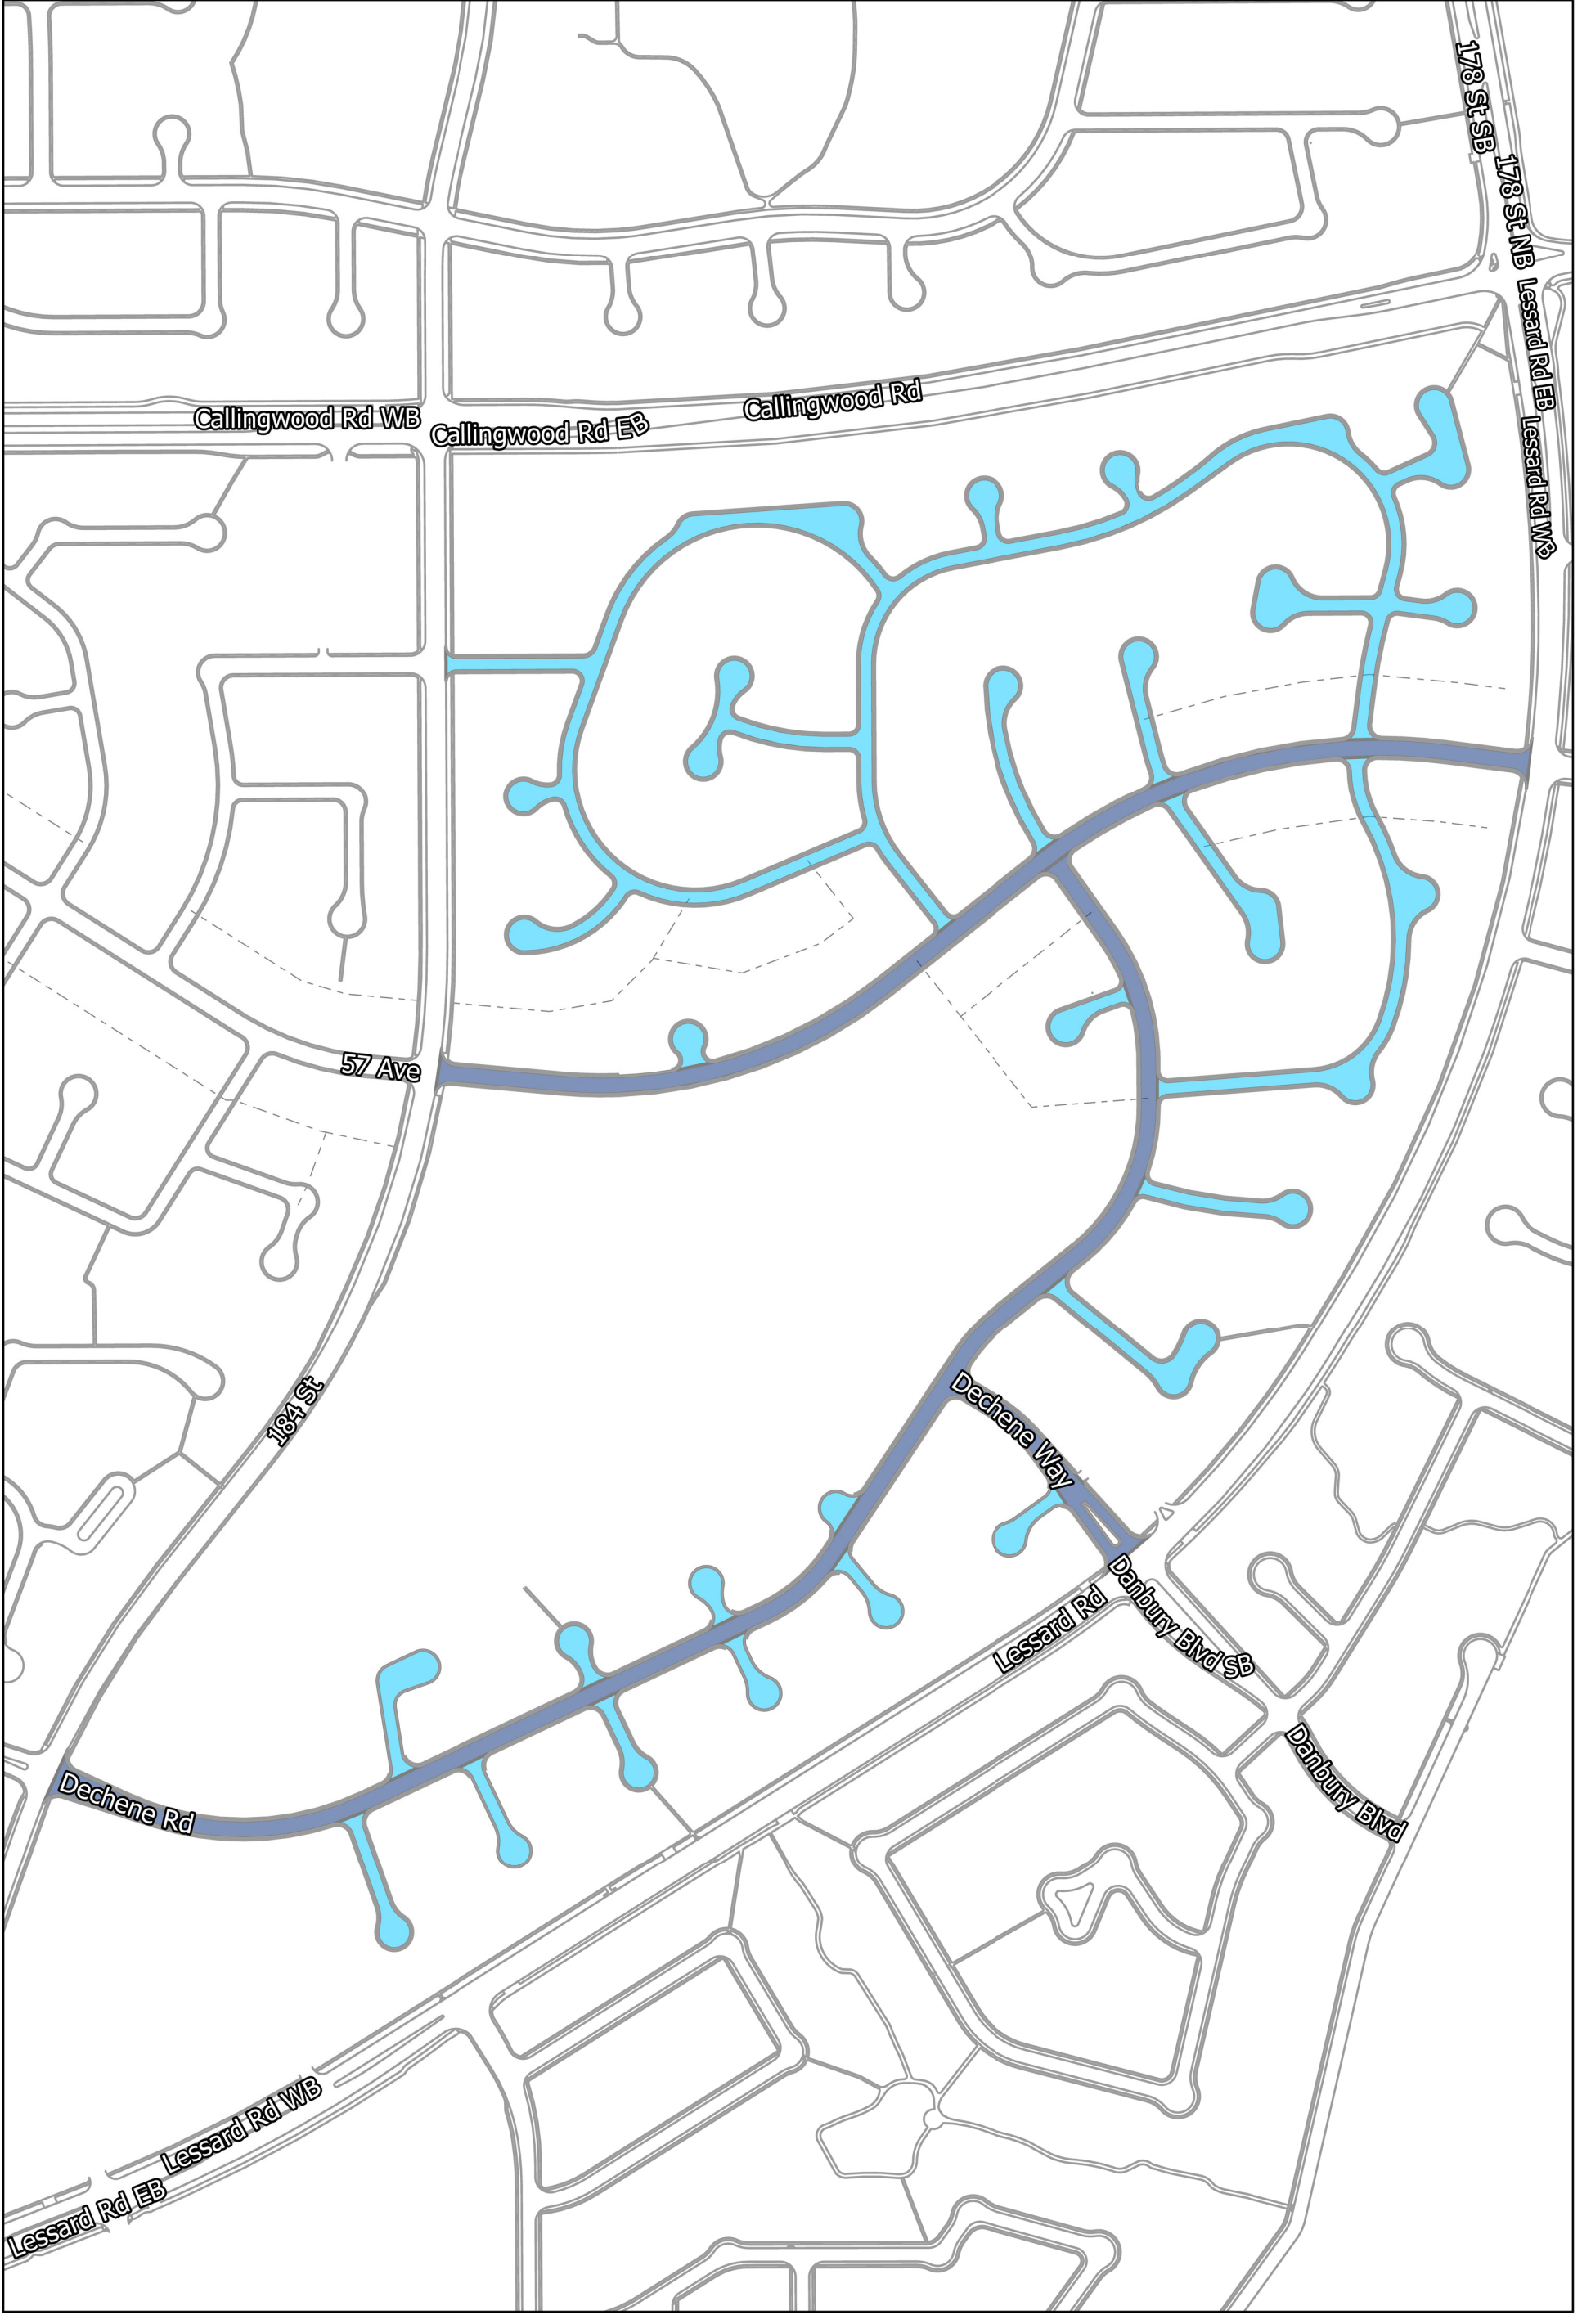 178 St SB
178 St NB
Lessard Rd EB
Callingwood Rd WB
Callingwood Rd EB
Callingwood Rd
Lessard Rd WB
57 Ave
184 St
Dechene Way
Danbury Blvd SB
Lessard Rd
Danbury Blvd
Dechene Rd
Lessard Rd WB
Lessard Rd EB